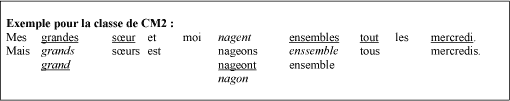 Exemple pour la classe de CM2 :
Mes grandes sœur et moi nagent ensembles tout les mercredi.
Mais grands sœurs est nageons enssemble tous mercredis.
grand nageont ensemble
nagon